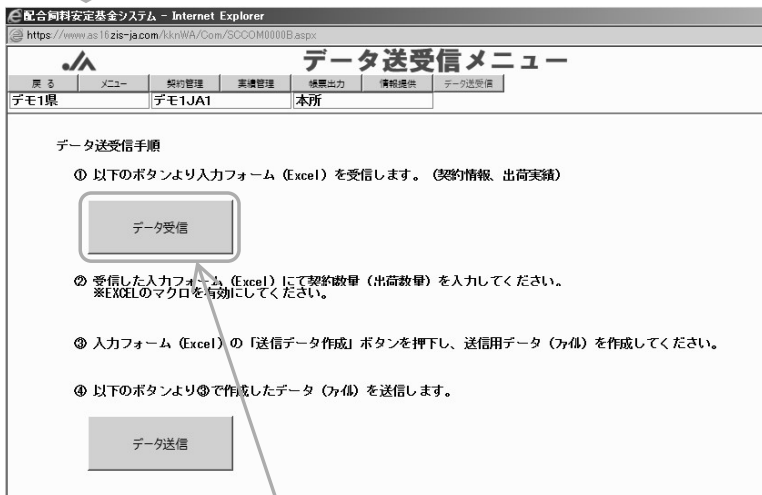 配合飼料安定基金システム - Internet Explorer
https://www.as16zis-ja.com/kknWA/Com/SCCOM0000B.aspx
JA データ送受信メニュー
戻る メニュー 契約管理 実績管理 帳票出力 情報提供 データ送受信
デモ1県 デモ1JA1 本所
データ送受信手順
① 以下のボタンより入力フォーム（Excel）を受信します。（契約情報、出荷実績）
データ受信
② 受信した入力フォーム（Excel）にて契約数量（出荷数量）を入力してください。
※EXCELのマクロを有効にしてください。
③ 入力フォーム（Excel）の「送信データ作成」ボタンを押下し、送信用データ（ファイル）を作成してください。
④ 以下のボタンより③で作成したデータ（ファイル）を送信します。
データ送信